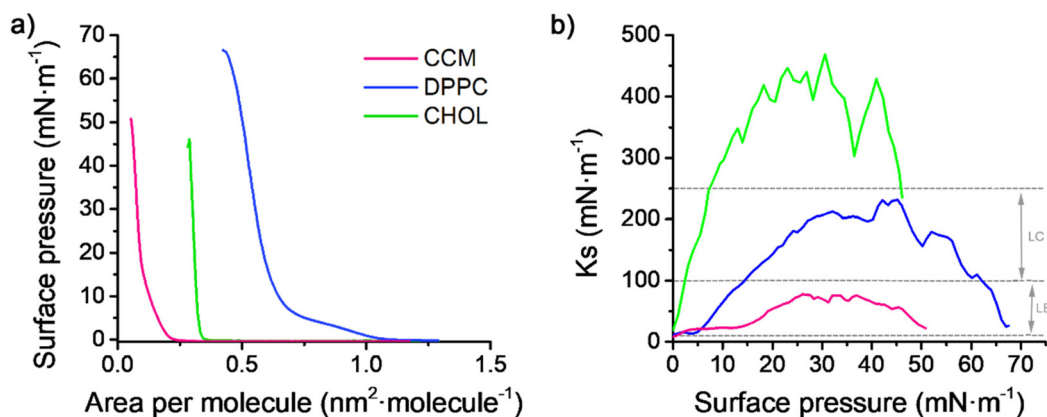 a)
Surface pressure (mN·m⁻¹)
70
60
50
40
30
20
10
0
CCM
DPPC
CHOL
0.0
0.5
1.0
1.5
Area per molecule (nm²·molecule⁻¹)
b)
Ks (mN·m⁻¹)
500
400
300
200
100
0
LC
LE
0
10
20
30
40
50
60
70
Surface pressure (mN·m⁻¹)